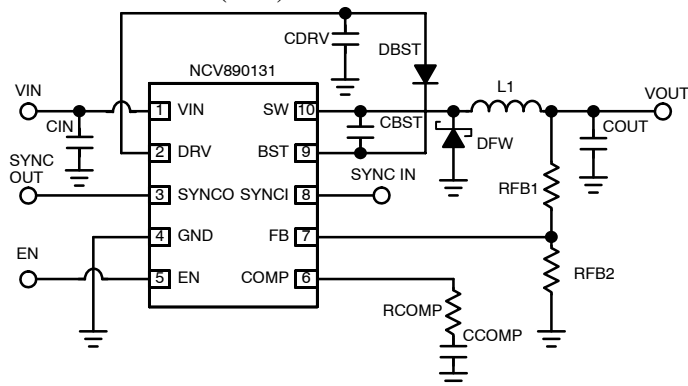 CDRV
DBST
NCV890131
L1
VIN
VOUT
1 VIN
SW 10
CIN
CBST
COUT
DFW
2 DRV
BST 9
SYNC
OUT
SYNC IN
RFB1
3 SYNCO
SYNCI 8
4 GND
FB 7
EN
RFB2
5 EN
COMP 6
RCOMP
CCOMP